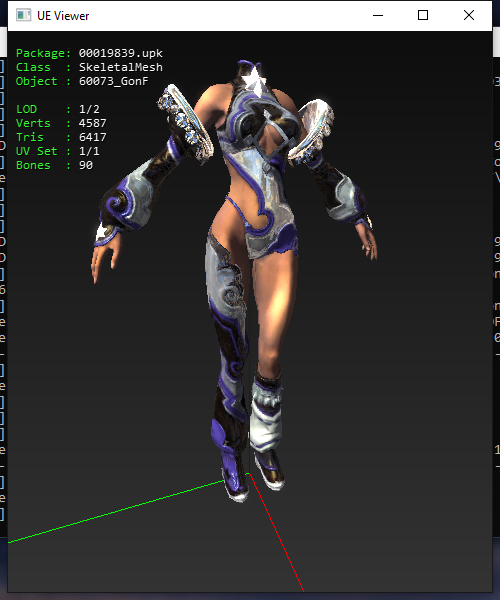 UE Viewer
Package: 00019839.upk
Class : SkeletalMesh
Object : 60073_GonF
LOD : 1/2
Verts : 4587
Tris : 6417
UV Set : 1/1
Bones : 90